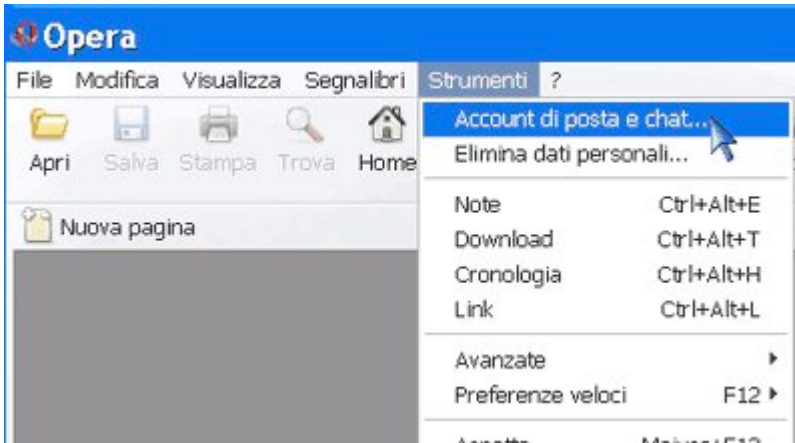 Opera
File Modifica Visualizza Segnalibri Strumenti ?
Apri Salva Stampa Trova Home
Nuova pagina
Account di posta e chat...
Elimina dati personali...
Note Ctrl+Alt+E
Download Ctrl+Alt+T
Cronologia Ctrl+Alt+H
Link Ctrl+Alt+L
Avanzate
Preferenze veloci F12